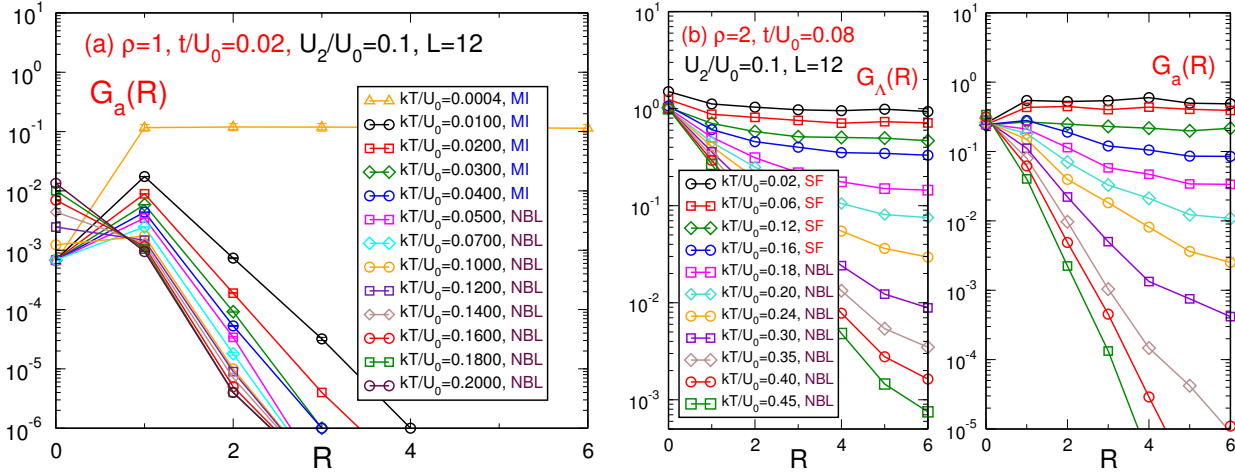 (a) ρ=1, t/U₀=0.02, U₂/U₀=0.1, L=12
Gₐ(R)
kT/U₀=0.0004, MI
kT/U₀=0.0100, MI
kT/U₀=0.0200, MI
kT/U₀=0.0300, MI
kT/U₀=0.0400, MI
kT/U₀=0.0500, NBL
kT/U₀=0.0700, NBL
kT/U₀=0.1000, NBL
kT/U₀=0.1200, NBL
kT/U₀=0.1400, NBL
kT/U₀=0.1600, NBL
kT/U₀=0.1800, NBL
kT/U₀=0.2000, NBL
10¹
10⁰
10⁻¹
10⁻²
10⁻³
10⁻⁴
10⁻⁵
10⁻⁶
0 2 4 6
R
(b) ρ=2, t/U₀=0.08
U₂/U₀=0.1, L=12
G_Λ(R)
kT/U₀=0.02, SF
kT/U₀=0.06, SF
kT/U₀=0.12, SF
kT/U₀=0.16, SF
kT/U₀=0.18, NBL
kT/U₀=0.20, NBL
kT/U₀=0.24, NBL
kT/U₀=0.30, NBL
kT/U₀=0.35, NBL
kT/U₀=0.40, NBL
kT/U₀=0.45, NBL
10¹
10⁰
10⁻¹
10⁻²
10⁻³
0 1 2 3 4 5 6
R
Gₐ(R)
10¹
10⁰
10⁻¹
10⁻²
10⁻³
10⁻⁴
10⁻⁵
0 2 4 6
R